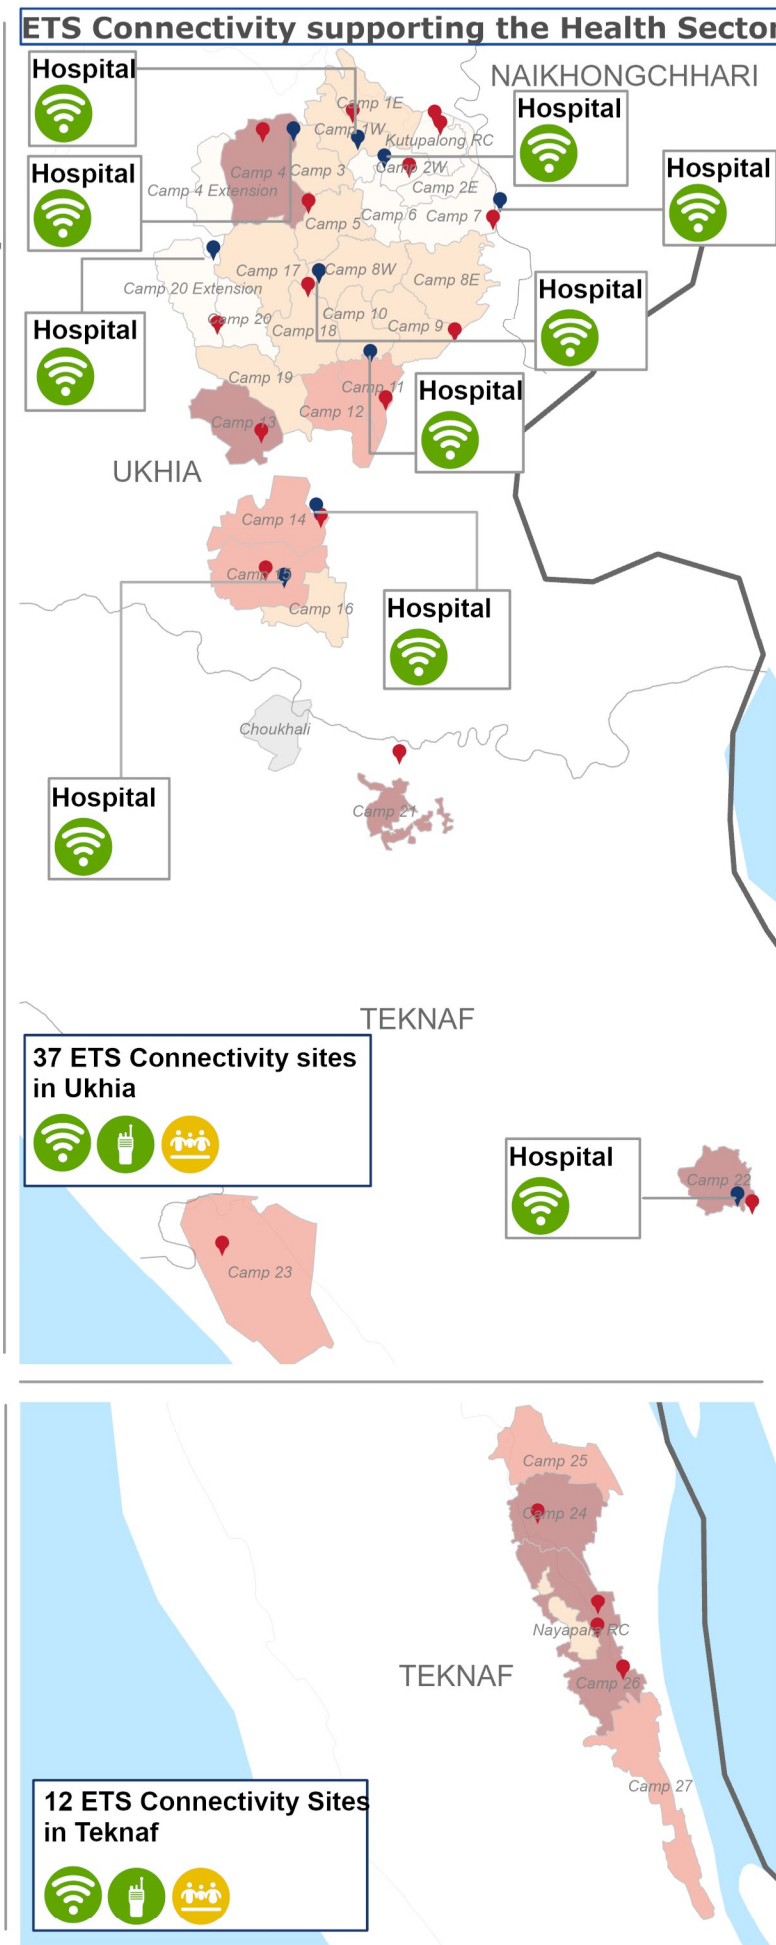 ETS Connectivity supporting the Health Sector
Hospital
NAIKHONGCHHARI
Camp 1E
Hospital
Camp 1W
Kutupalong RC
Hospital
Camp 4
Camp 3
Camp 2W
Hospital
Camp 4 Extension
Camp 2E
Camp 5
Camp 6
Camp 7
Camp 17
Camp 8W
Camp 8E
Camp 20 Extension
Hospital
Camp 10
Camp 20
Camp 18
Camp 9
Hospital
Camp 19
Camp 11
Hospital
Camp 12
Camp 13
UKHIA
Camp 14
Camp 15
Camp 16
Hospital
Choukhali
Hospital
Camp 21
TEKNAF
37 ETS Connectivity sites
in Ukhia
Hospital
Camp 22
Camp 23
Camp 25
Camp 24
Nayapara RC
TEKNAF
Camp 26
Camp 27
12 ETS Connectivity Sites
in Teknaf